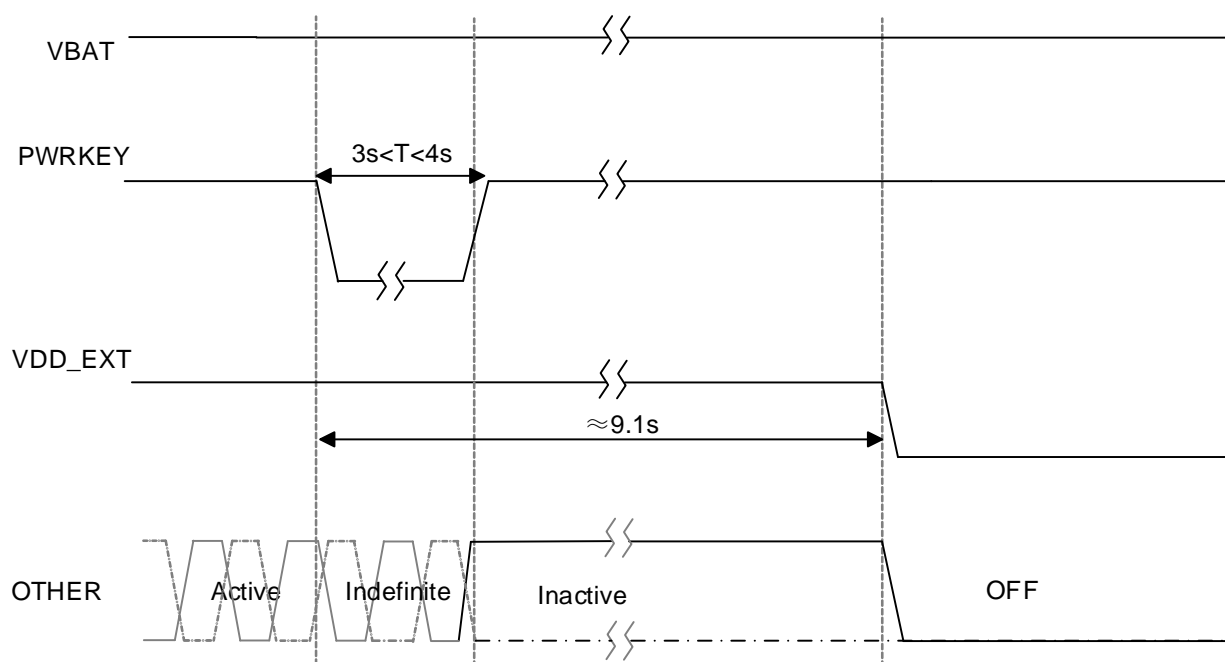 VBAT
PWRKEY
3s<T<4s
VDD_EXT
≈9.1s
OTHER
Active
Indefinite
Inactive
OFF